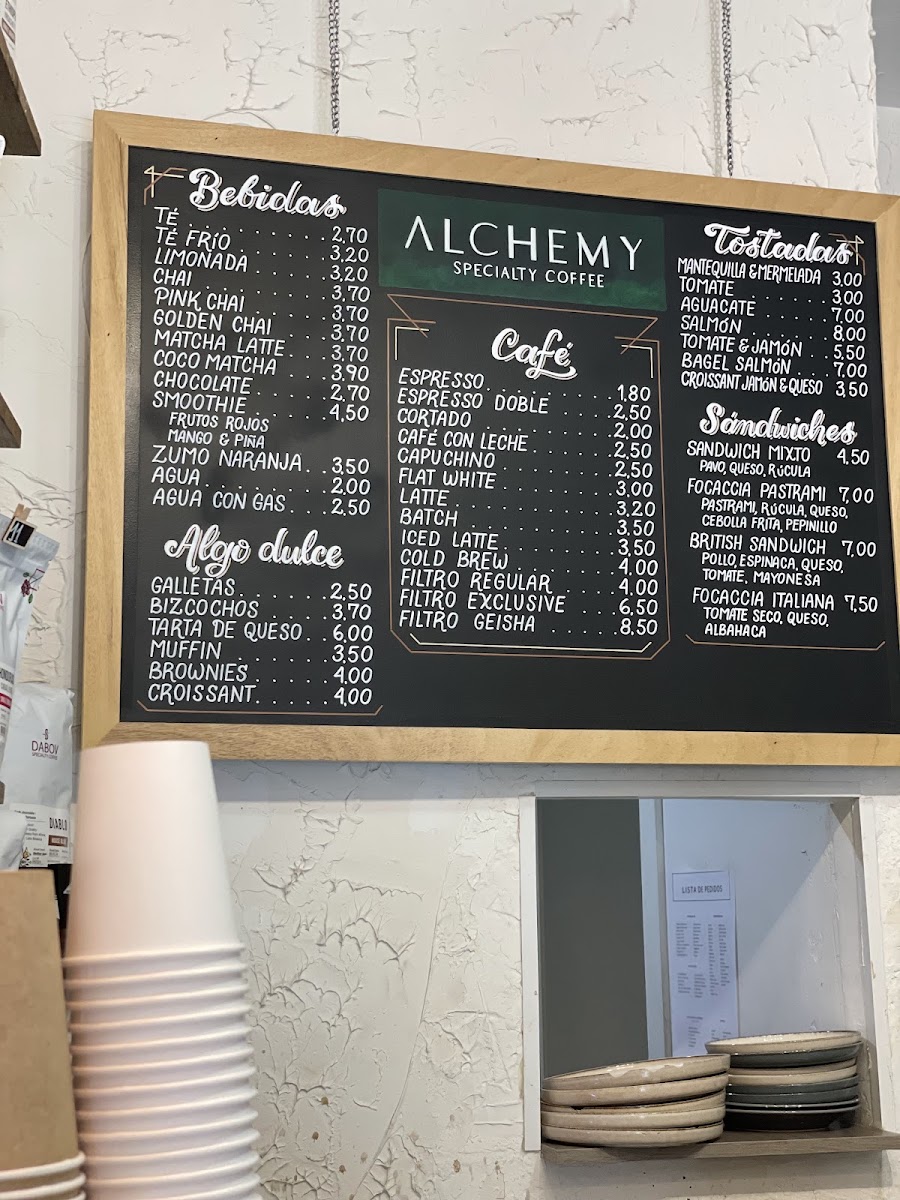 Bebidas
TÉ . . . . . . . 2,70
TÉ FRÍO . . . . . 3,20
LIMONADA . . . . 3,20
CHAI . . . . . . 3,70
PINK CHAI . . . . 3,70
GOLDEN CHAI . . . 3,70
MATCHA LATTE . . 3,70
COCO MATCHA . . . 3,90
CHOCOLATE . . . . 2,70
SMOOTHIE . . . . 4,50
FRUTOS ROJOS
MANGO & PIÑA
ZUMO NARANJA . . 3,50
AGUA . . . . . . 2,00
AGUA CON GAS . . 2,50
Algo dulce
GALLETAS . . . . 2,50
BIZCOCHOS . . . . 3,70
TARTA DE QUESO . . 6,00
MUFFIN . . . . . 3,50
BROWNIES . . . . 4,00
CROISSANT . . . . 4,00
ALCHEMY
SPECIALTY COFFEE
Café
ESPRESSO . . . . . . 1,80
ESPRESSO DOBLE . . . 2,50
CORTADO . . . . . . 2,00
CAFÉ CON LECHE . . . 2,50
CAPUCHINO . . . . . 2,50
FLAT WHITE . . . . . 3,00
LATTE . . . . . . . 3,20
BATCH . . . . . . . 3,50
ICED LATTE . . . . . 3,50
COLD BREW . . . . . 4,00
FILTRO REGULAR . . . 4,00
FILTRO EXCLUSIVE . . 6,50
FILTRO GEISHA . . . 8,50
Tostadas
MANTEQUILLA & MERMELADA 3,00
TOMATE . . . . . 3,00
AGUACATE . . . . 7,00
SALMÓN . . . . . 8,00
TOMATE & JAMÓN . . 5,50
BAGEL SALMÓN . . 7,00
CROISSANT JAMÓN & QUESO 3,50
Sándwiches
SANDWICH MIXTO 4,50
PAVO, QUESO, RÚCULA
FOCACCIA PASTRAMI 7,00
PASTRAMI, RÚCULA, QUESO,
CEBOLLA FRITA, PEPINILLO
BRITISH SANDWICH 7,00
POLLO, ESPINACA, QUESO,
TOMATE, MAYONESA
FOCACCIA ITALIANA 7,50
TOMATE SECO, QUESO,
ALBAHACA
DABOV
SPECIALTY COFFEE
DIABLO
LISTA DE PEDIDOS